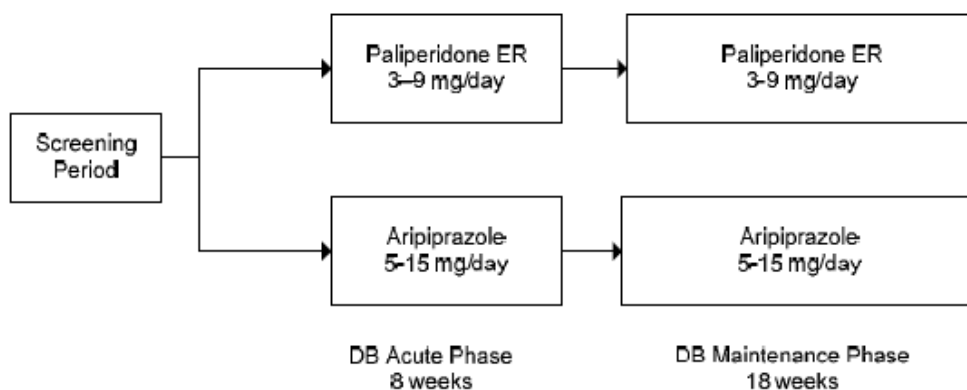 Screening
Period
Paliperidone ER
3–9 mg/day
Paliperidone ER
3-9 mg/day
Aripiprazole
5-15 mg/day
Aripiprazole
5-15 mg/day
DB Acute Phase
8 weeks
DB Maintenance Phase
18 weeks